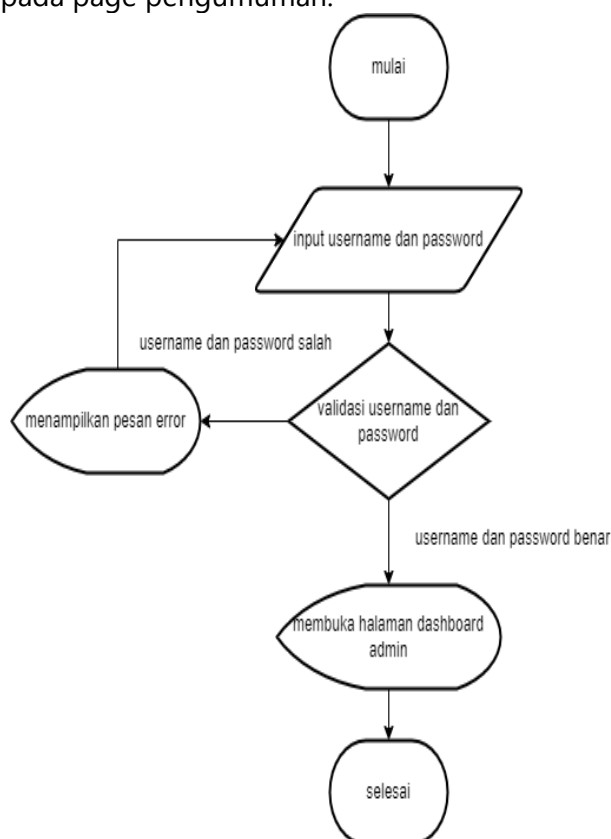 pada page pengumuman.
mulai
input username dan password
username dan password salah
menampilkan pesan error
validasi username dan
password
username dan password benar
membuka halaman dashboard
admin
selesai